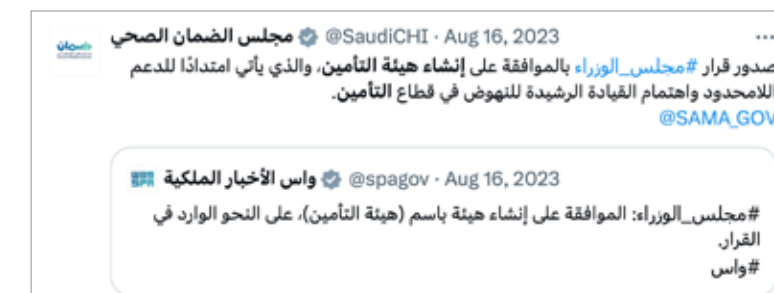 مجلس الضمان الصحي @SaudiCHI · Aug 16, 2023
ضمان
صدور قرار #مجلس_الوزراء بالموافقة على إنشاء هيئة التأمين، والذي يأتي امتدادًا للدعم
اللامحدود واهتمام القيادة الرشيدة للنهوض في قطاع التأمين.
@SAMA_GOV
واس الأخبار الملكية @spagov · Aug 16, 2023
#مجلس_الوزراء: الموافقة على إنشاء هيئة باسم (هيئة التأمين)، على النحو الوارد في
القرار.
#واس